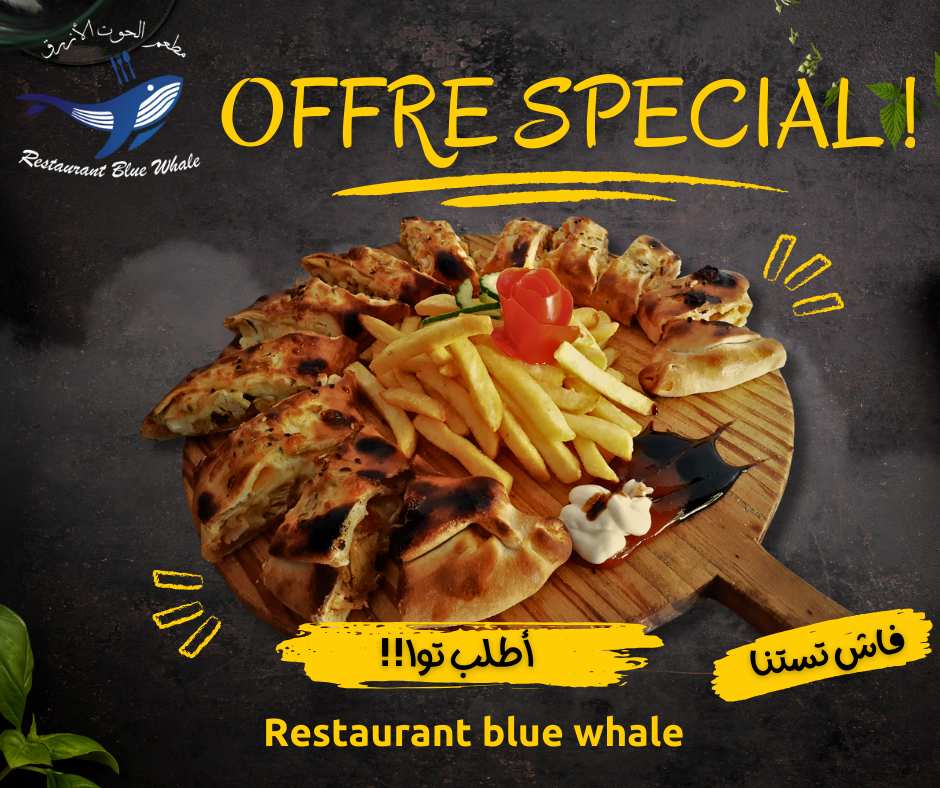 مطعم الحوت الأزرق
Restaurant Blue Whale
OFFRE SPECIAL !
أطلب توا!!
فاش تستنا
Restaurant blue whale